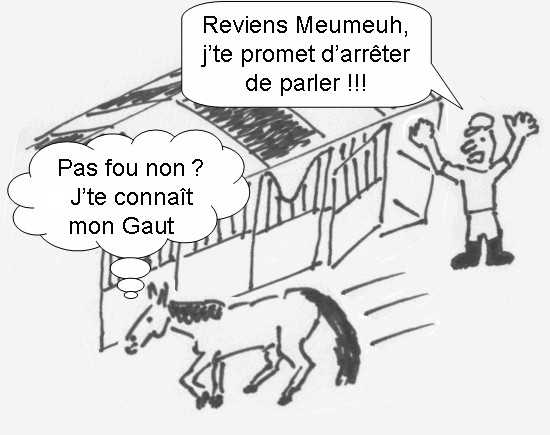 Reviens Meumeuh,
j'te promet d'arrêter
de parler !!!
Pas fou non ?
J'te connaît
mon Gaut